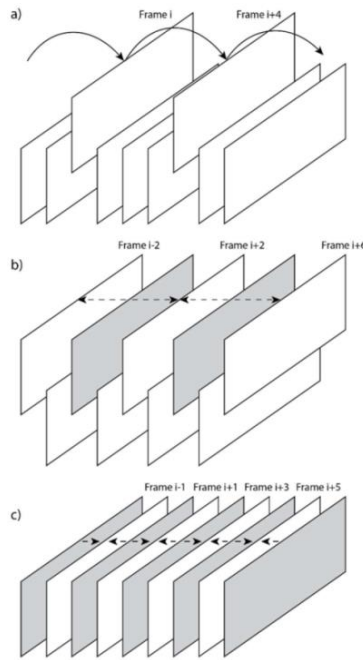 a)
Frame i Frame i+4
Frame i-2 Frame i+2 Frame i+6
b)
Frame i-1 Frame i+1 Frame i+3 Frame i+5
c)